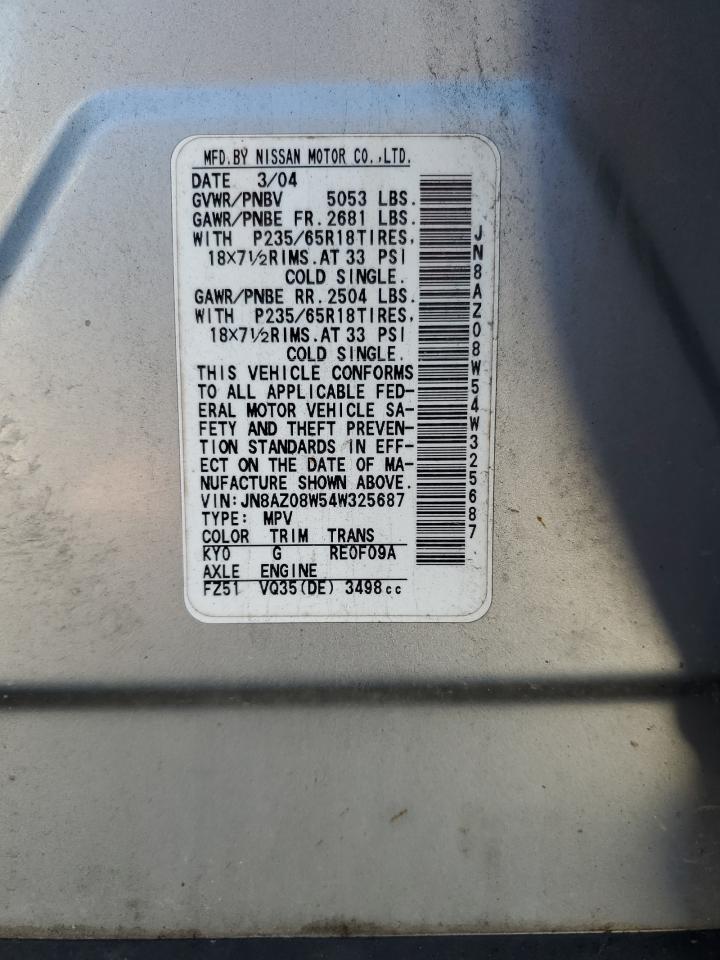 MFD.BY NISSAN MOTOR CO.,LTD.
DATE 3/04
GVWR/PNBV 5053 LBS.
GAWR/PNBE FR. 2681 LBS.
WITH P235/65R18TIRES,
18×7½RIMS.AT 33 PSI
COLD SINGLE.
GAWR/PNBE RR. 2504 LBS.
WITH P235/65R18TIRES,
18×7½RIMS.AT 33 PSI
COLD SINGLE.
THIS VEHICLE CONFORMS
TO ALL APPLICABLE FED-
ERAL MOTOR VEHICLE SA-
FETY AND THEFT PREVEN-
TION STANDARDS IN EFF-
ECT ON THE DATE OF MA-
NUFACTURE SHOWN ABOVE.
VIN:JN8AZ08W54W325687
TYPE: MPV
COLOR TRIM TRANS
KY0 G RE0F09A
AXLE ENGINE
FZ51 VQ35(DE) 3498cc
JN8AZ08W54W325687